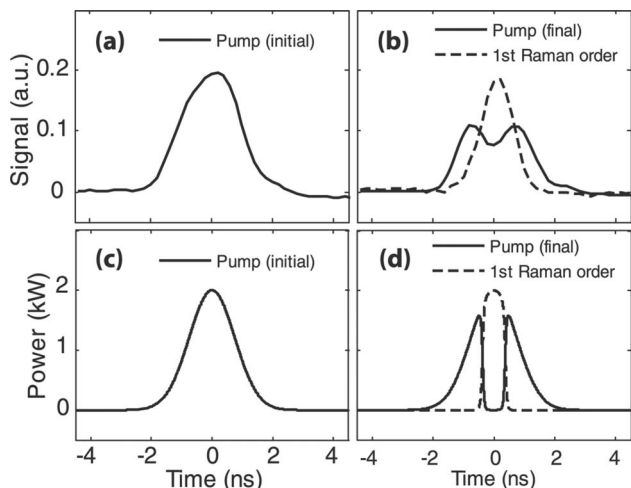 (a)
Pump (initial)
(b)
Pump (final)
1st Raman order
Signal (a.u.)
0.2
0.1
0
(c)
Pump (initial)
(d)
Pump (final)
1st Raman order
Power (kW)
2
1
0
-4 -2 0 2 4
-4 -2 0 2 4
Time (ns)
Time (ns)